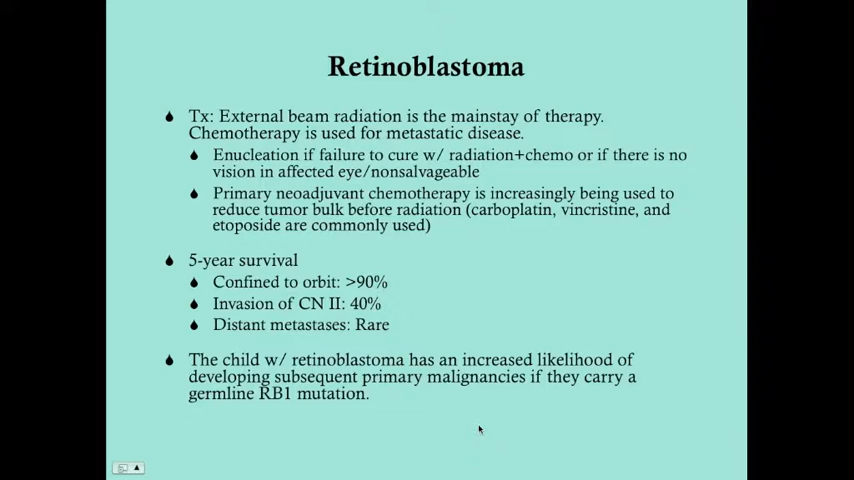 Retinoblastoma
Tx: External beam radiation is the mainstay of therapy.
Chemotherapy is used for metastatic disease.
Enucleation if failure to cure w/ radiation+chemo or if there is no
vision in affected eye/nonsalvageable
Primary neoadjuvant chemotherapy is increasingly being used to
reduce tumor bulk before radiation (carboplatin, vincristine, and
etoposide are commonly used)
5-year survival
Confined to orbit: >90%
Invasion of CN II: 40%
Distant metastases: Rare
The child w/ retinoblastoma has an increased likelihood of
developing subsequent primary malignancies if they carry a
germline RB1 mutation.